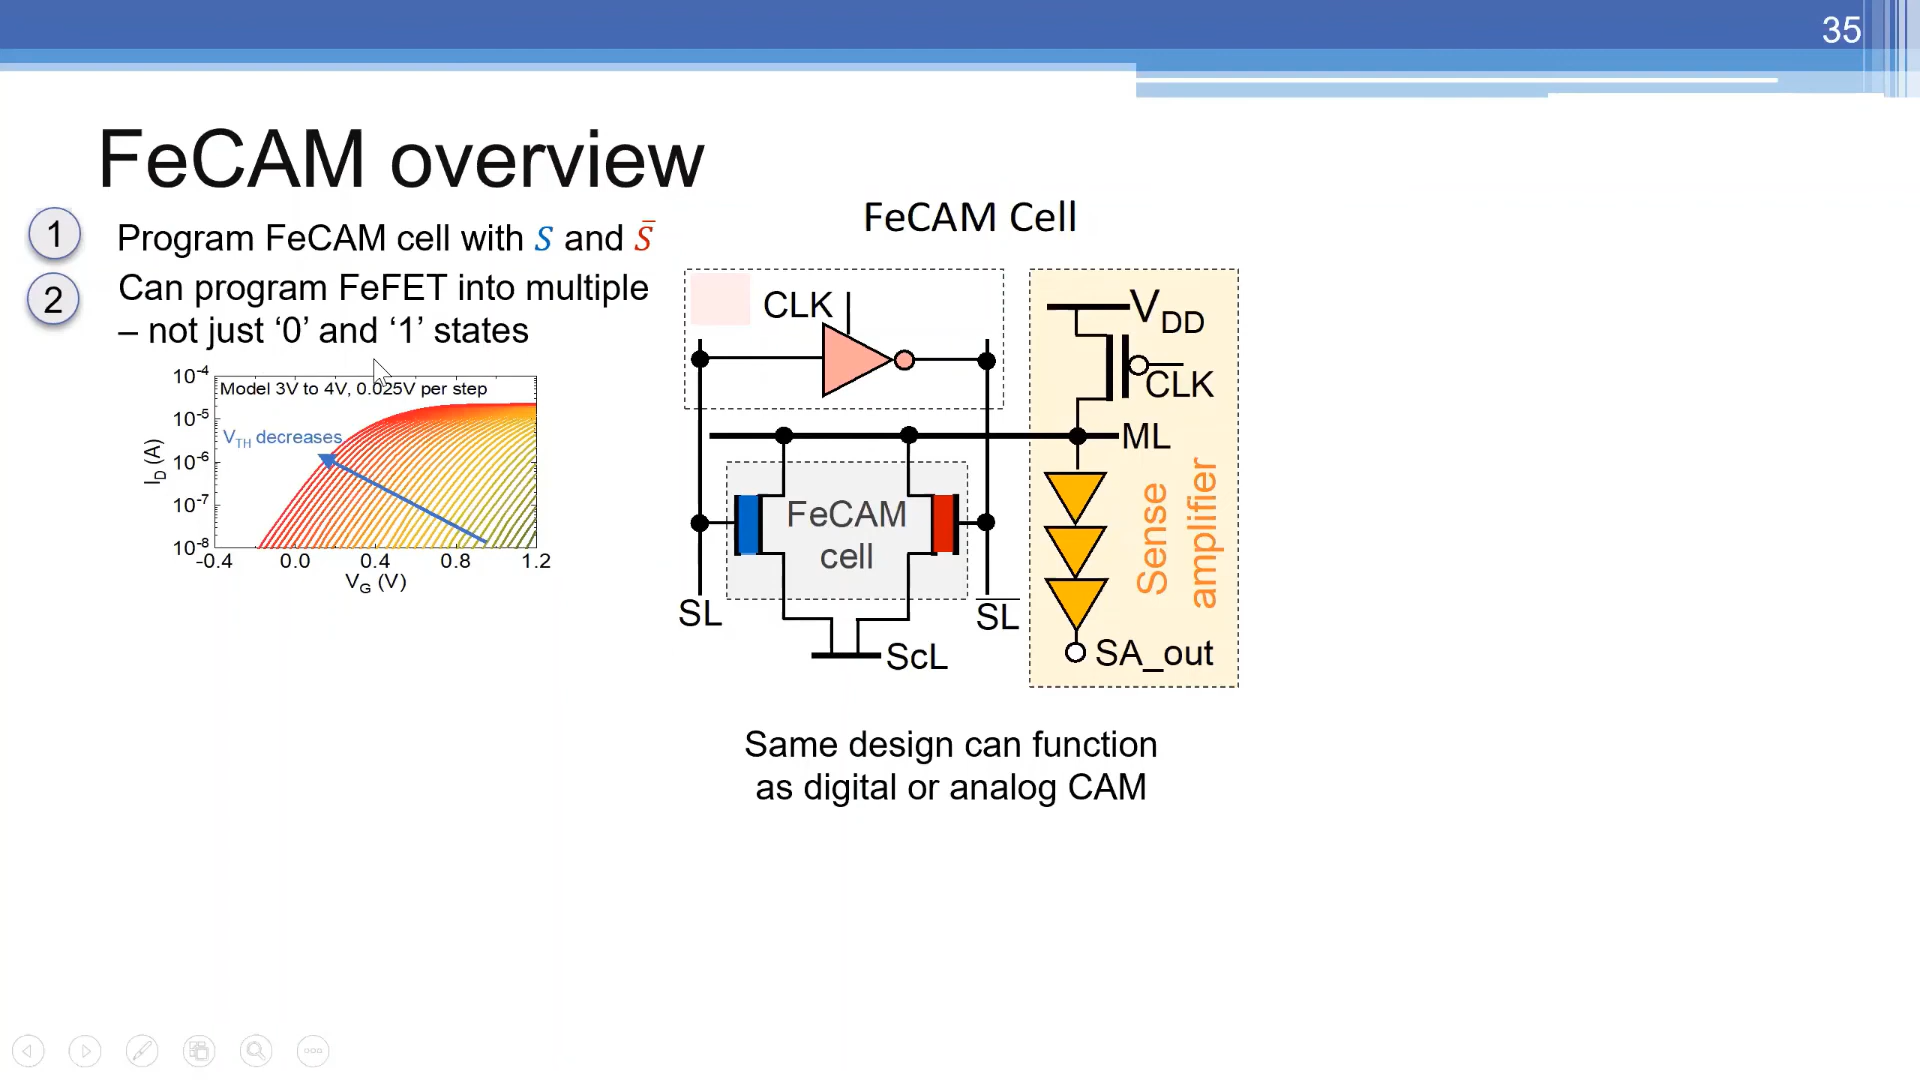 35
FeCAM overview
1
Program FeCAM cell with S and S̄
2
Can program FeFET into multiple
– not just ‘0’ and ‘1’ states
Model 3V to 4V, 0.025V per step
V_TH decreases
I_D (A)
10⁻⁴
10⁻⁵
10⁻⁶
10⁻⁷
10⁻⁸
-0.4 0.0 0.4 0.8 1.2
V_G (V)
FeCAM Cell
CLK
V_DD
C̅L̅K̅
ML
FeCAM
cell
SL
S̅L̅
ScL
Sense
amplifier
SA_out
Same design can function
as digital or analog CAM